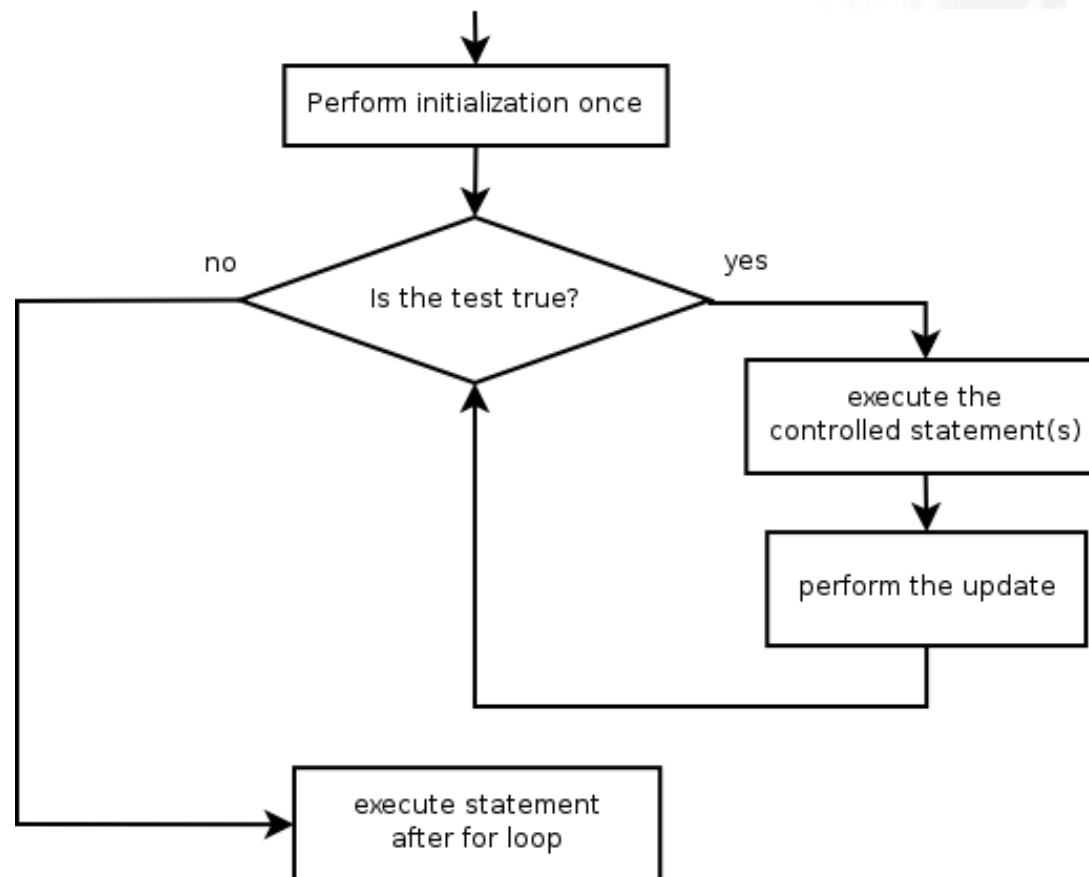 Perform initialization once
no
yes
Is the test true?
execute the
controlled statement(s)
perform the update
execute statement
after for loop